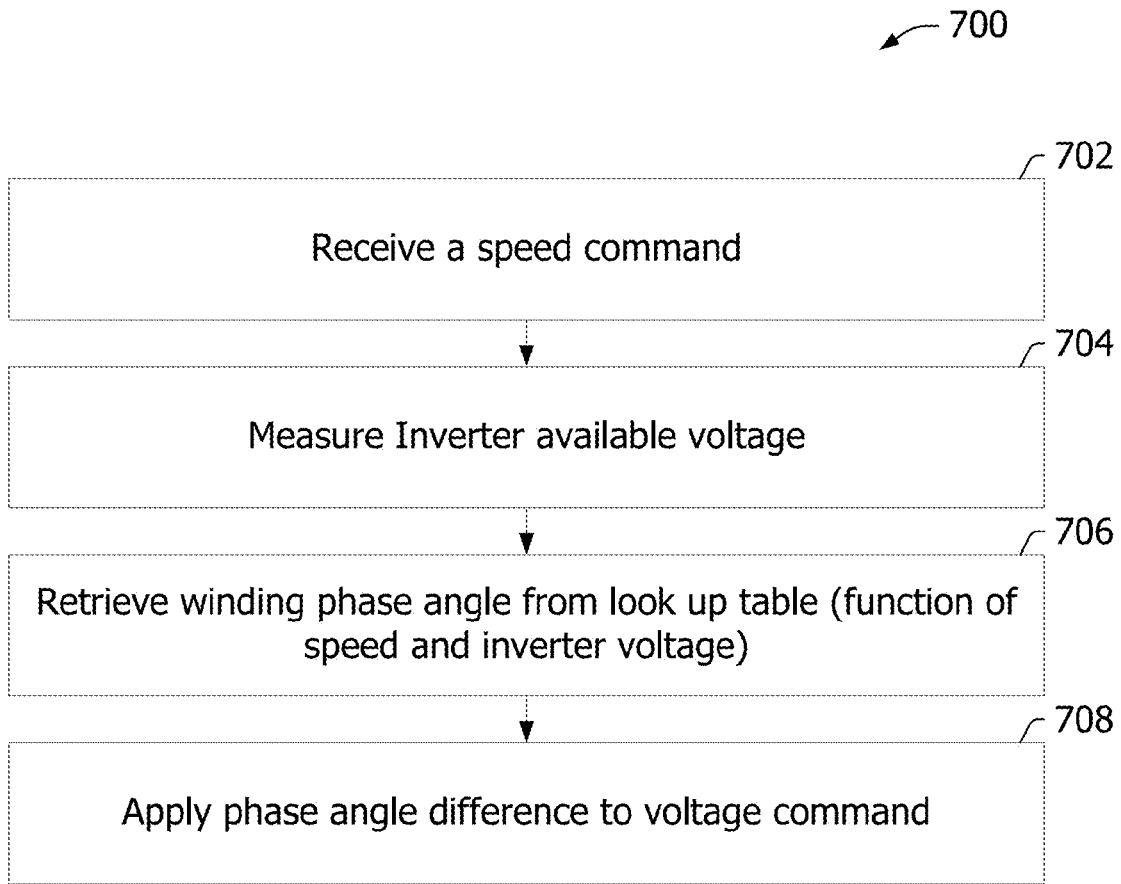 700
702
Receive a speed command
704
Measure Inverter available voltage
706
Retrieve winding phase angle from look up table (function of
speed and inverter voltage)
708
Apply phase angle difference to voltage command